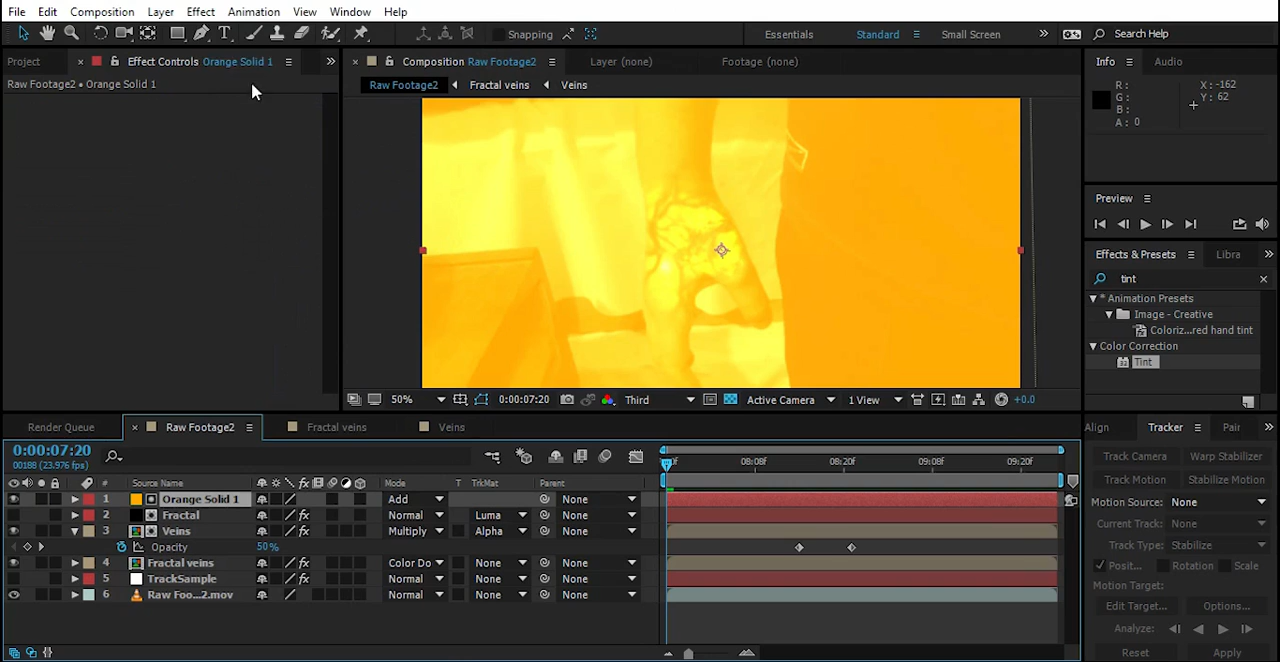 File Edit Composition Layer Effect Animation View Window Help
Snapping Essentials Standard Small Screen Search Help
Project Effect Controls Orange Solid 1 Composition Raw Footage2 Layer (none) Footage (none) Info Audio
Raw Footage2 • Orange Solid 1 Raw Footage2 Fractal veins Veins
R : X : -162
G : Y : 62
B :
A : 0
Preview
Effects & Presets Libra
tint
* Animation Presets
Image - Creative
Coloriz...red hand tint
Color Correction
Tint
50% 0:00:07:20 Third Active Camera 1 View +0.0
Render Queue Raw Footage2 Fractal veins Veins Align Tracker
0:00:07:20
00188 (23.976 fps)
Track Camera Warp Stabilizer
Track Motion Stabilize Motion
08:08f 08:20f 09:08f 09:20f
# Source Name Mode T TrkMat Parent
1 Orange Solid 1 Add None
2 Fractal Normal Luma None
3 Veins Multiply Alpha None
Opacity 50%
4 Fractal veins Color Do None None
5 TrackSample Normal None None
6 Raw Foo...2.mov Normal None None
Motion Source: None
Current Track: None
Track Type: Stabilize
Posit... Rotation Scale
Motion Target:
Edit Target... Options...
Analyze:
Reset Apply